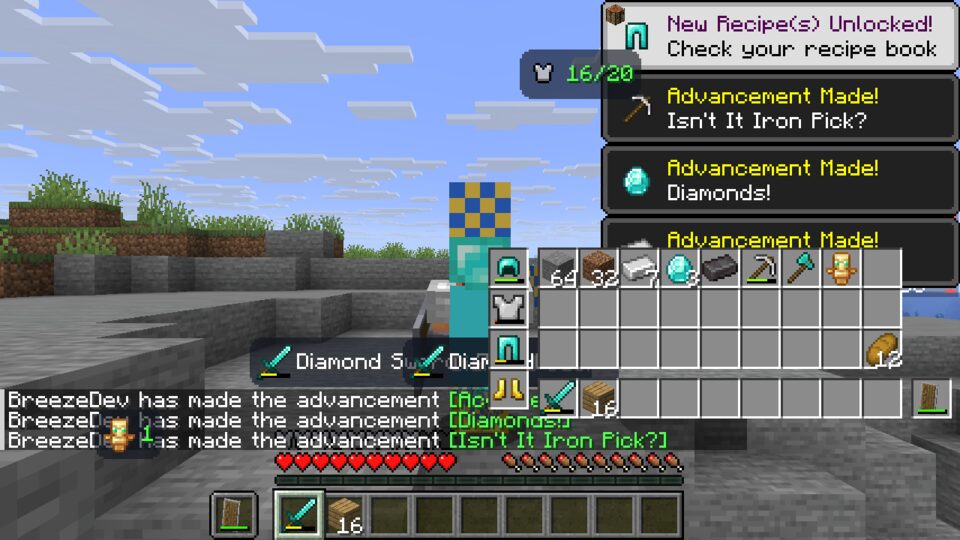 New Recipe(s) Unlocked!
Check your recipe book
16/20
Advancement Made!
Isn't It Iron Pick?
Advancement Made!
Diamonds!
Advancement Made!
64
32
7
3
12
Diamond
BreezeDev has made the advancement
16
BreezeDev has made the advancement [Diamonds!]
has made the advancement [Isn't It Iron Pick?]
1
16